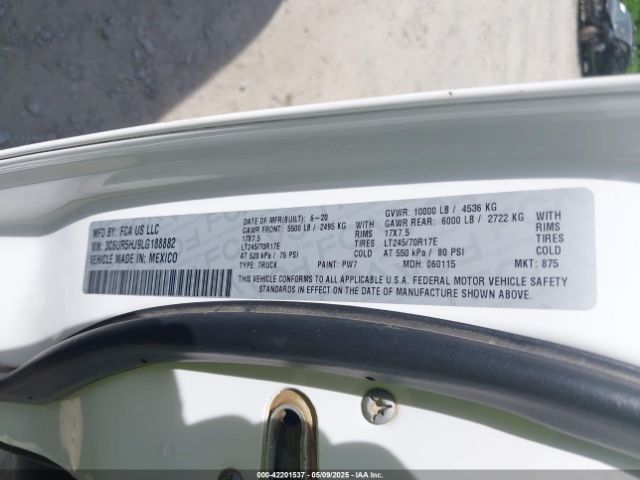 MFD BY: FCA US LLC
VIN: 3C6UR5HJ9LG188882
VEHICLE MADE IN: MEXICO
DATE OF MFR(BUILT): 6-20
GAWR FRONT: 5500 LB / 2495 KG
17X7.5 RIMS
LT245/70R17E TIRES
AT 520 kPa / 75 PSI COLD
TYPE: TRUCK PAINT: PW7
GVWR: 10000 LB / 4536 KG
GAWR REAR: 6000 LB / 2722 KG
WITH 17X7.5 RIMS
LT245/70R17E TIRES
AT 550 kPa / 80 PSI COLD
MDH: 060115 MKT: 875
THIS VEHICLE CONFORMS TO ALL APPLICABLE U.S.A. FEDERAL MOTOR VEHICLE SAFETY
STANDARDS IN EFFECT ON THE DATE OF MANUFACTURE SHOWN ABOVE.
000-42201537 - 05/09/2025 - IAAI.COM